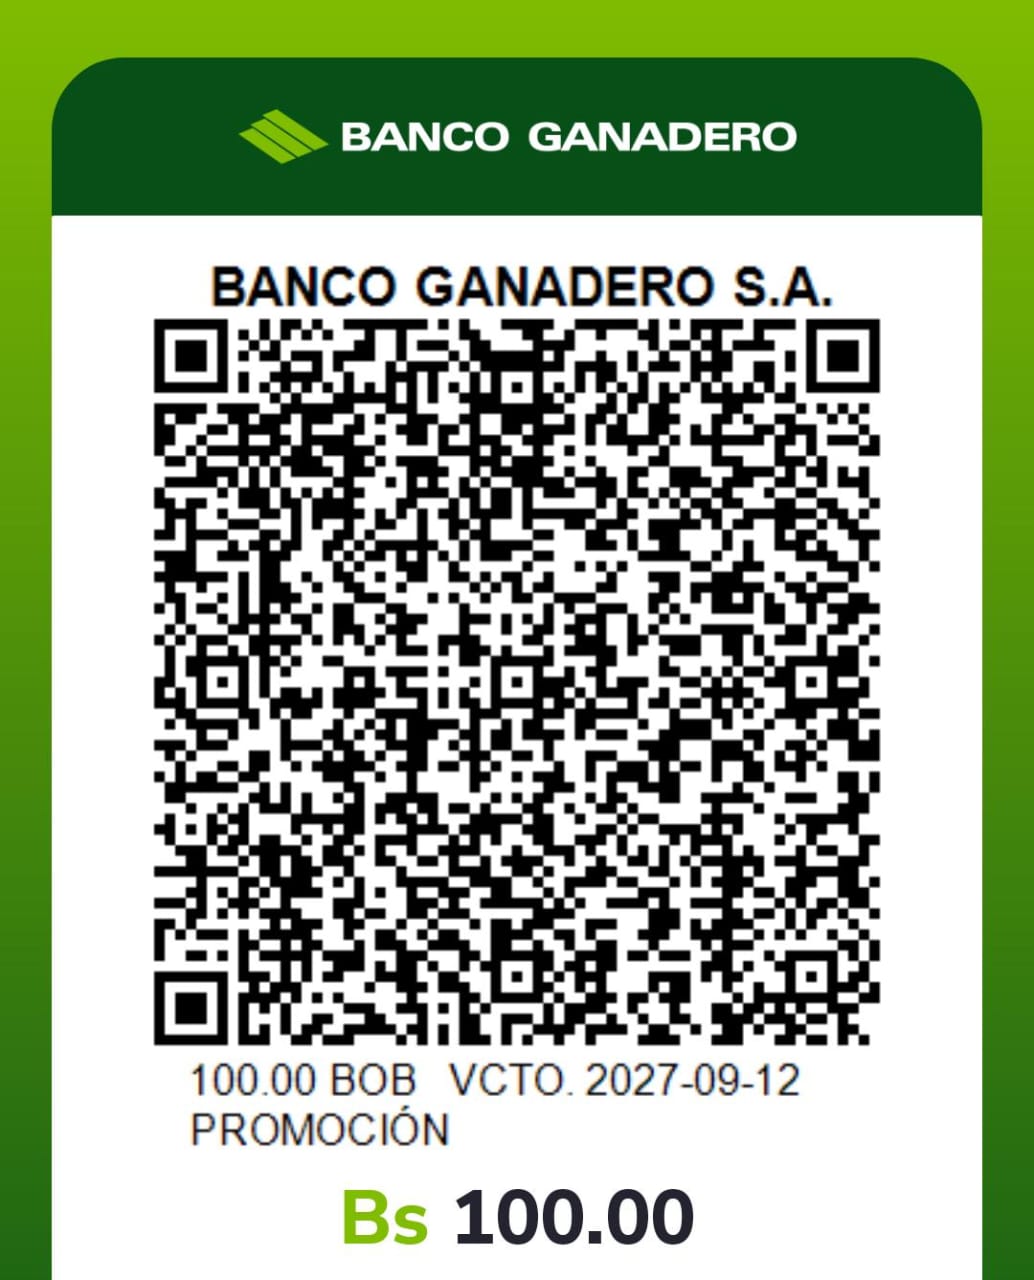 BANCO GANADERO
BANCO GANADERO S.A.
100.00 BOB VCTO. 2027-09-12
PROMOCIÓN
Bs 100.00